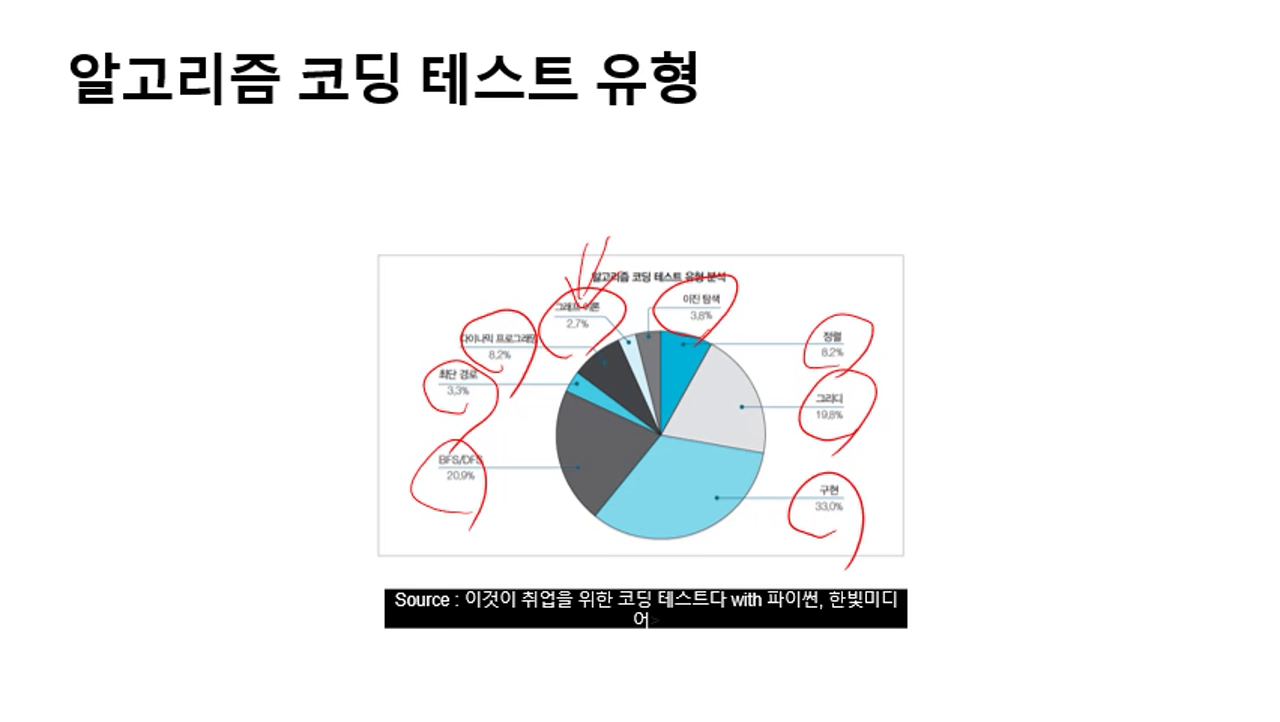 알고리즘 코딩 테스트 유형
알고리즘 코딩 테스트 유형 분석
그래프 이론
2.7%
이진 탐색
3.8%
다이나믹 프로그래밍
8.2%
정렬
8.2%
최단 경로
3.3%
그리디
19.8%
BFS/DFS
20.9%
구현
33.0%
Source : 이것이 취업을 위한 코딩 테스트다 with 파이썬, 한빛미디
어>